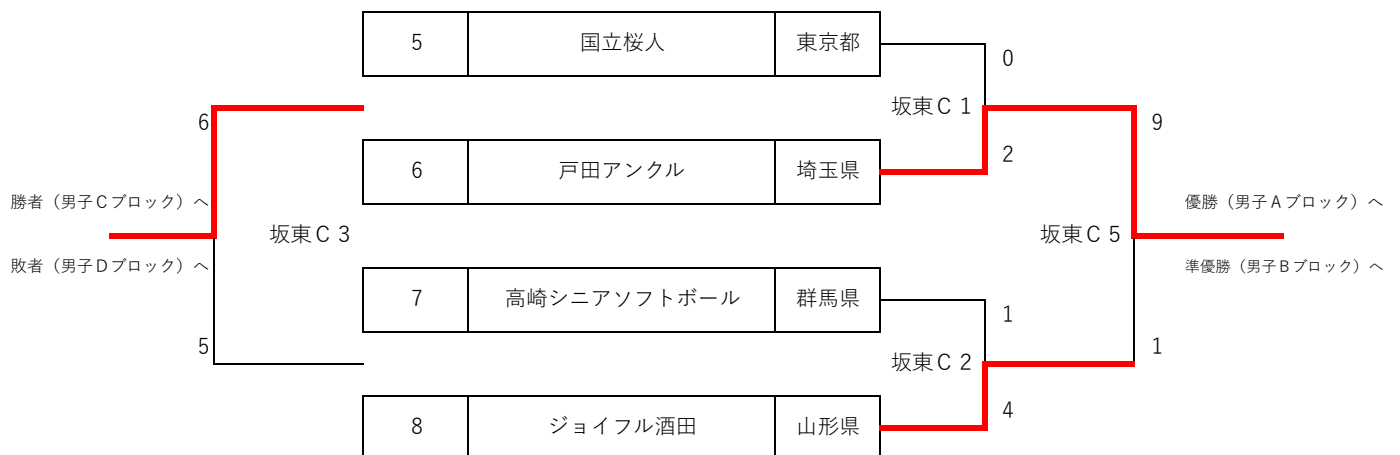 5 国立桜人 東京都
0
坂東C1
6 9
6 戸田アンクル 埼玉県
2
勝者（男子Cブロック）へ 優勝（男子Aブロック）へ
坂東C3 坂東C5
敗者（男子Dブロック）へ 準優勝（男子Bブロック）へ
7 高崎シニアソフトボール 群馬県
1
5 1
坂東C2
8 ジョイフル酒田 山形県
4